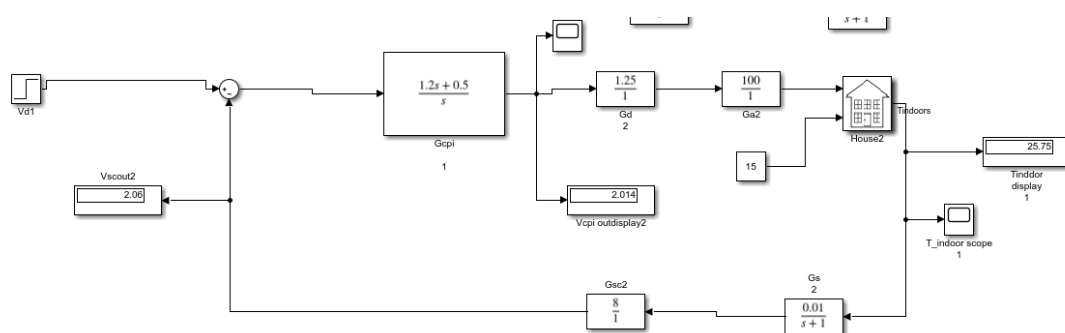 s + 1
1.2s + 0.5
s
1.25
1
100
1
Vd1
+
−
Gd
2
Ga2
Tindoors
House2
Gcpi
1
15
25.75
Tinddor
display
1
Vscout2
2.06
2.014
Vcpi outdisplay2
T_indoor scope
1
Gsc2
8
1
Gs
2
0.01
s + 1